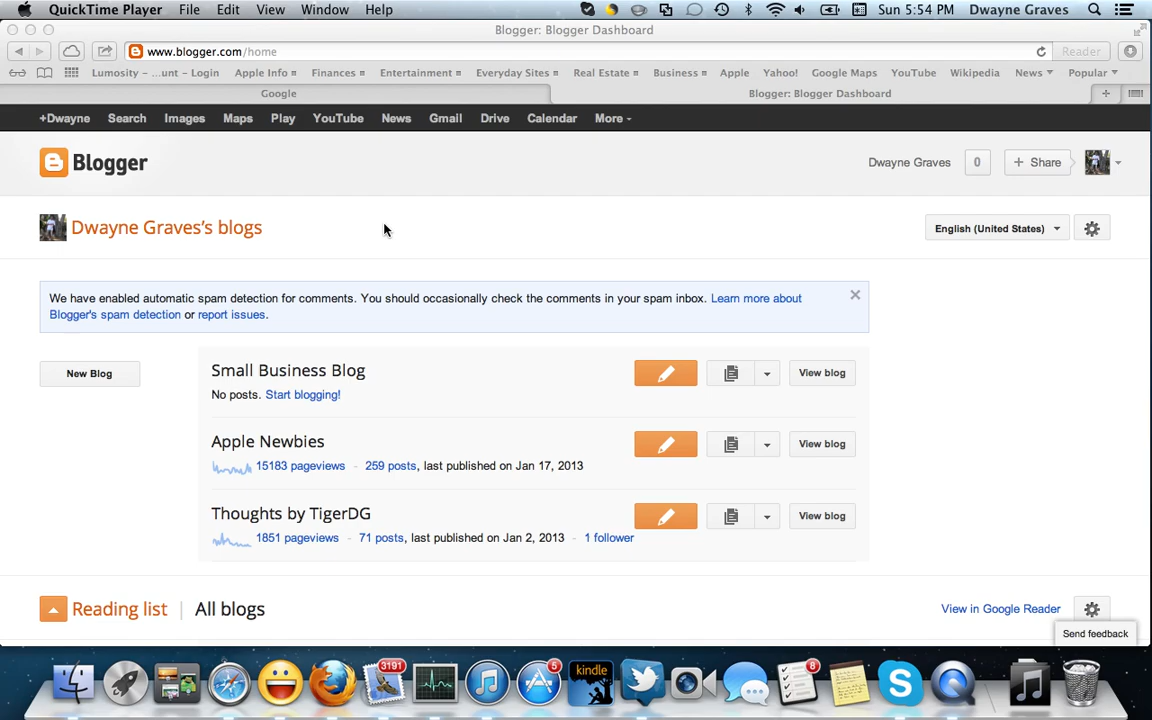 QuickTime Player File Edit View Window Help Sun 5:54 PM Dwayne Graves
Blogger: Blogger Dashboard
www.blogger.com/home Reader
Lumosity – ...unt - Login Apple Info Finances Entertainment Everyday Sites Real Estate Business Apple Yahoo! Google Maps YouTube Wikipedia News Popular
Google Blogger: Blogger Dashboard
+Dwayne Search Images Maps Play YouTube News Gmail Drive Calendar More
Blogger Dwayne Graves 0 + Share
Dwayne Graves's blogs English (United States)
We have enabled automatic spam detection for comments. You should occasionally check the comments in your spam inbox. Learn more about
Blogger's spam detection or report issues.
New Blog
Small Business Blog View blog
No posts. Start blogging!
Apple Newbies View blog
15183 pageviews - 259 posts, last published on Jan 17, 2013
Thoughts by TigerDG View blog
1851 pageviews - 71 posts, last published on Jan 2, 2013 - 1 follower
Reading list | All blogs View in Google Reader
Send feedback
3191 5 kindle 8